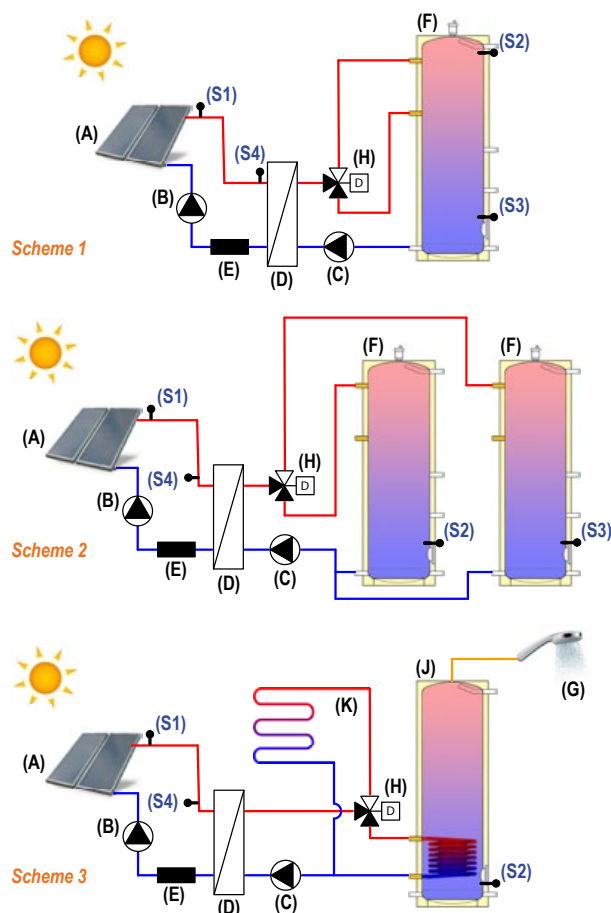 (F)
(S2)
(S1)
(A)
(S4)
(H)
D
(B)
(S3)
Scheme 1
(E)
(D)
(C)
(F)
(F)
(S1)
(A)
(H)
(S4)
D
(B)
(S2)
(S3)
Scheme 2
(E)
(D)
(C)
(J)
(G)
(K)
(S1)
(A)
(H)
(S4)
D
(B)
(S2)
Scheme 3
(E)
(D)
(C)